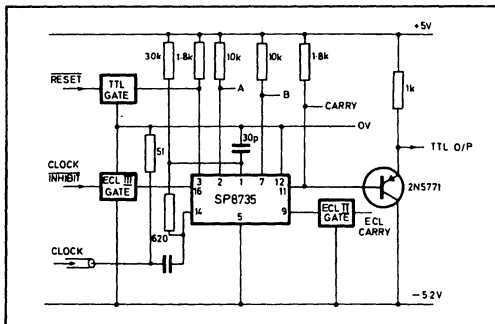 +5V
30k
1.8k
10k
10k
1.8k
1k
RESET
TTL
GATE
A
B
CARRY
30p
0V
TTL O/P
51
CLOCK
INHIBIT
ECL III
GATE
3
2
1
7
12
16
11
SP8735
14
9
5
2N5771
ECL II
GATE
ECL
CARRY
620
CLOCK
-5.2V